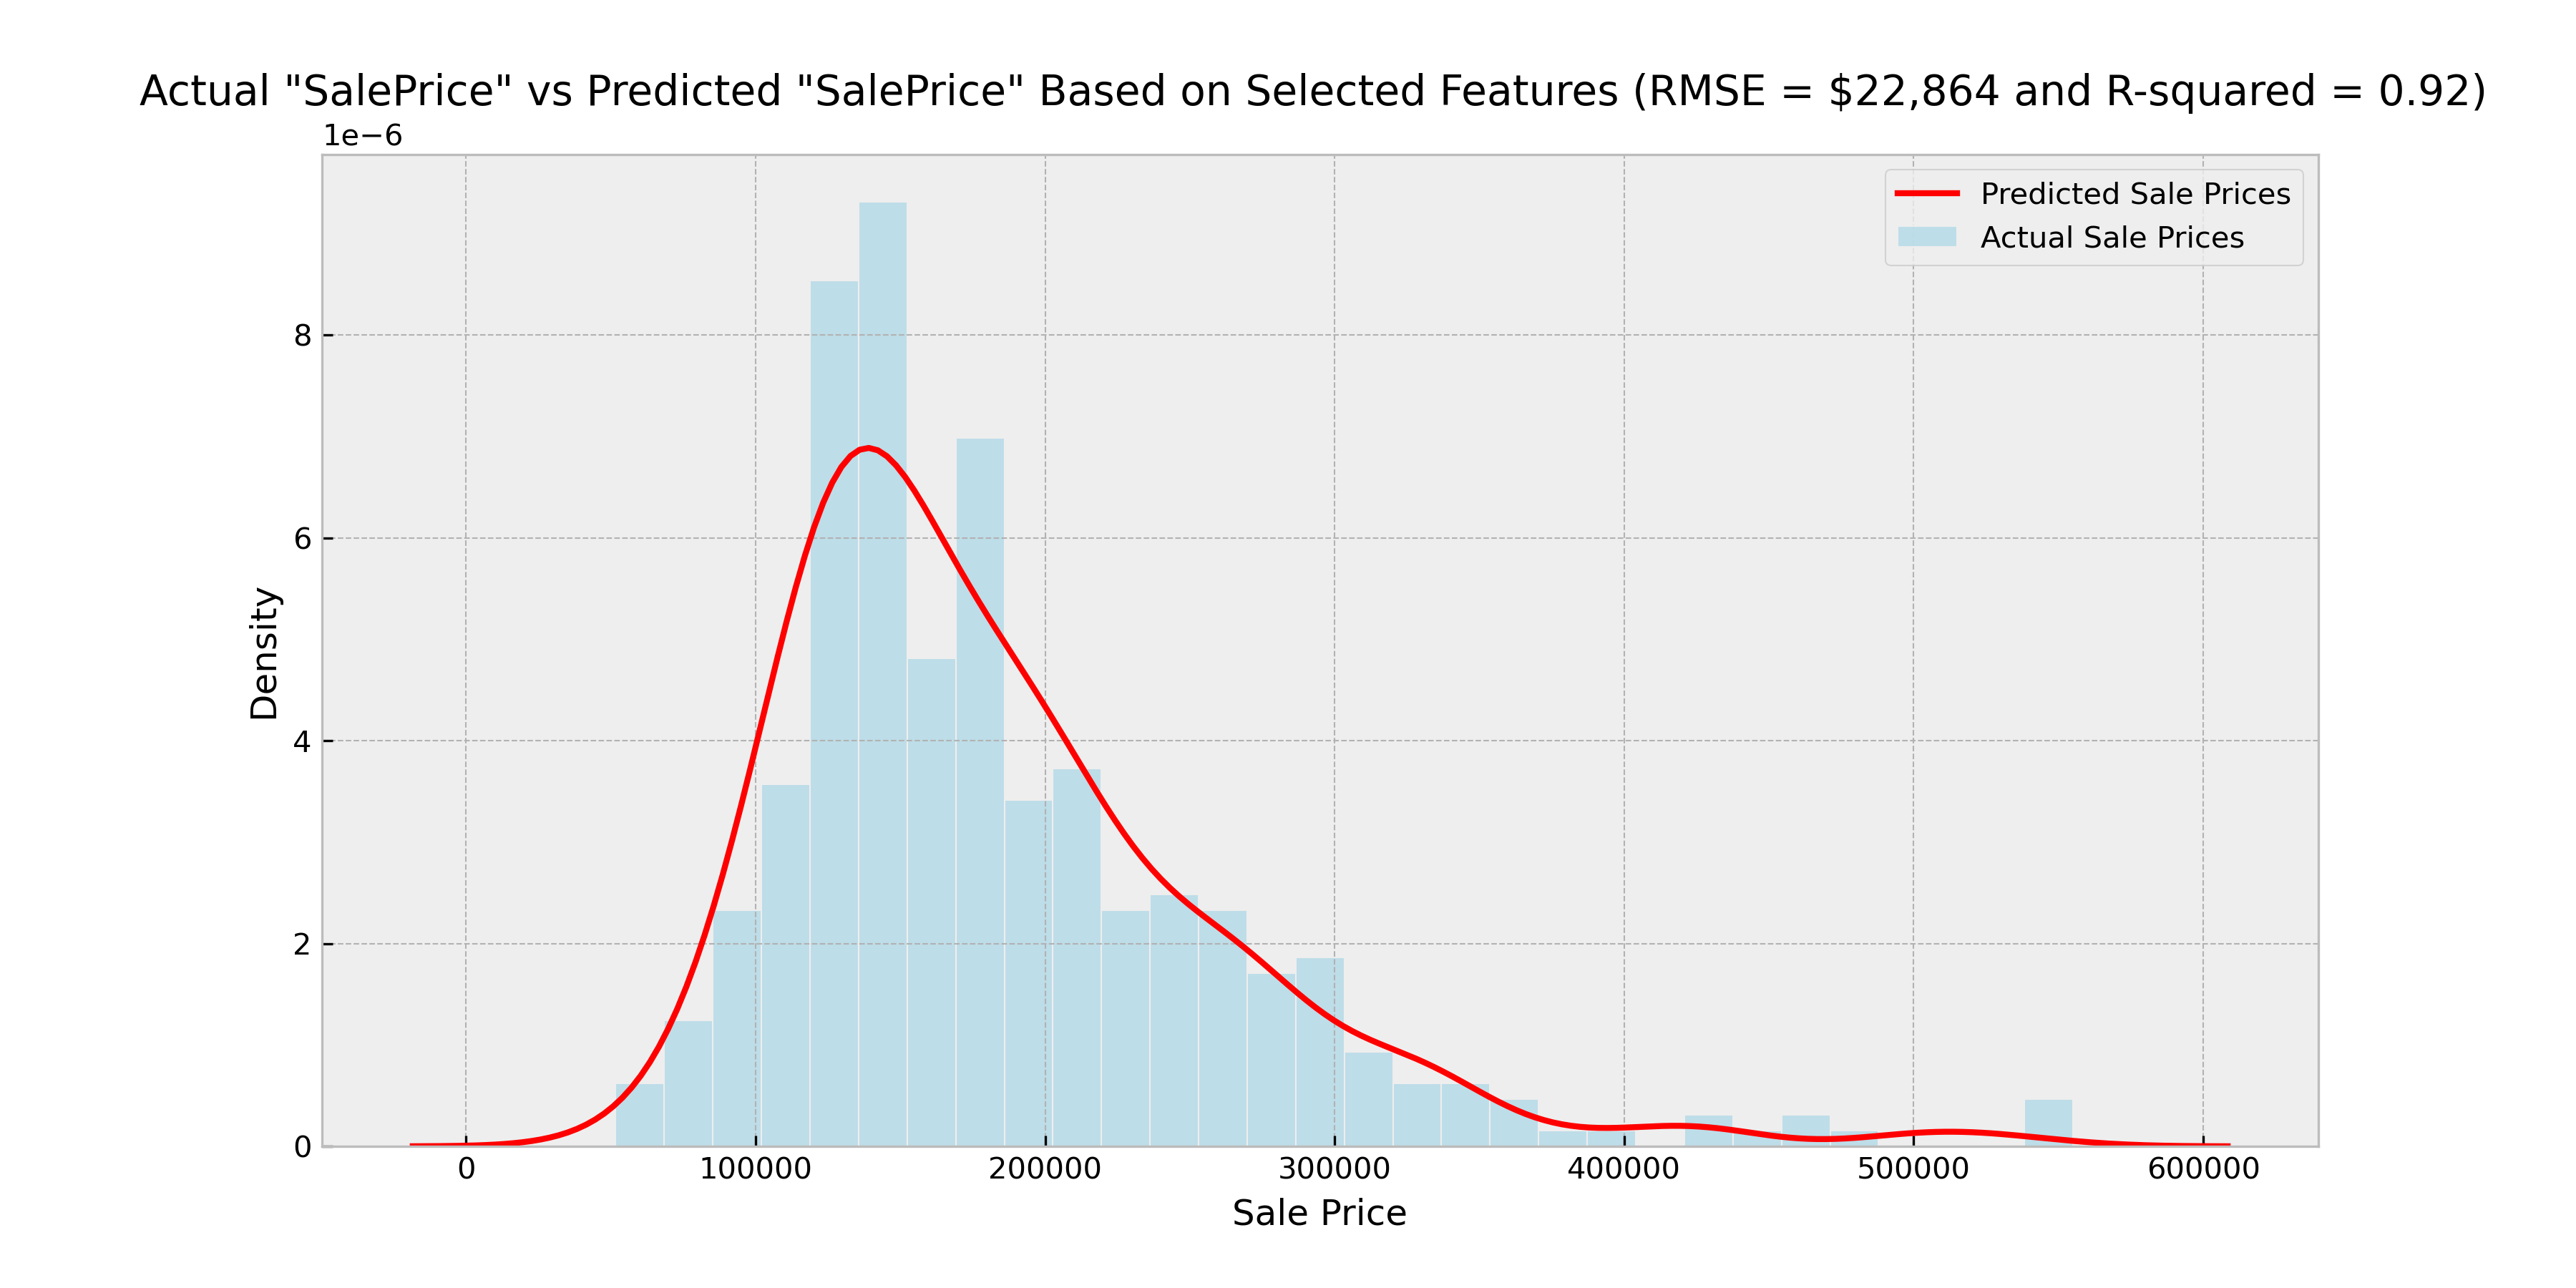 Actual "SalePrice" vs Predicted "SalePrice" Based on Selected Features (RMSE = $22,864 and R-squared = 0.92)
1e−6
Predicted Sale Prices
Actual Sale Prices
8
6
4
2
0
Density
0 100000 200000 300000 400000 500000 600000
Sale Price